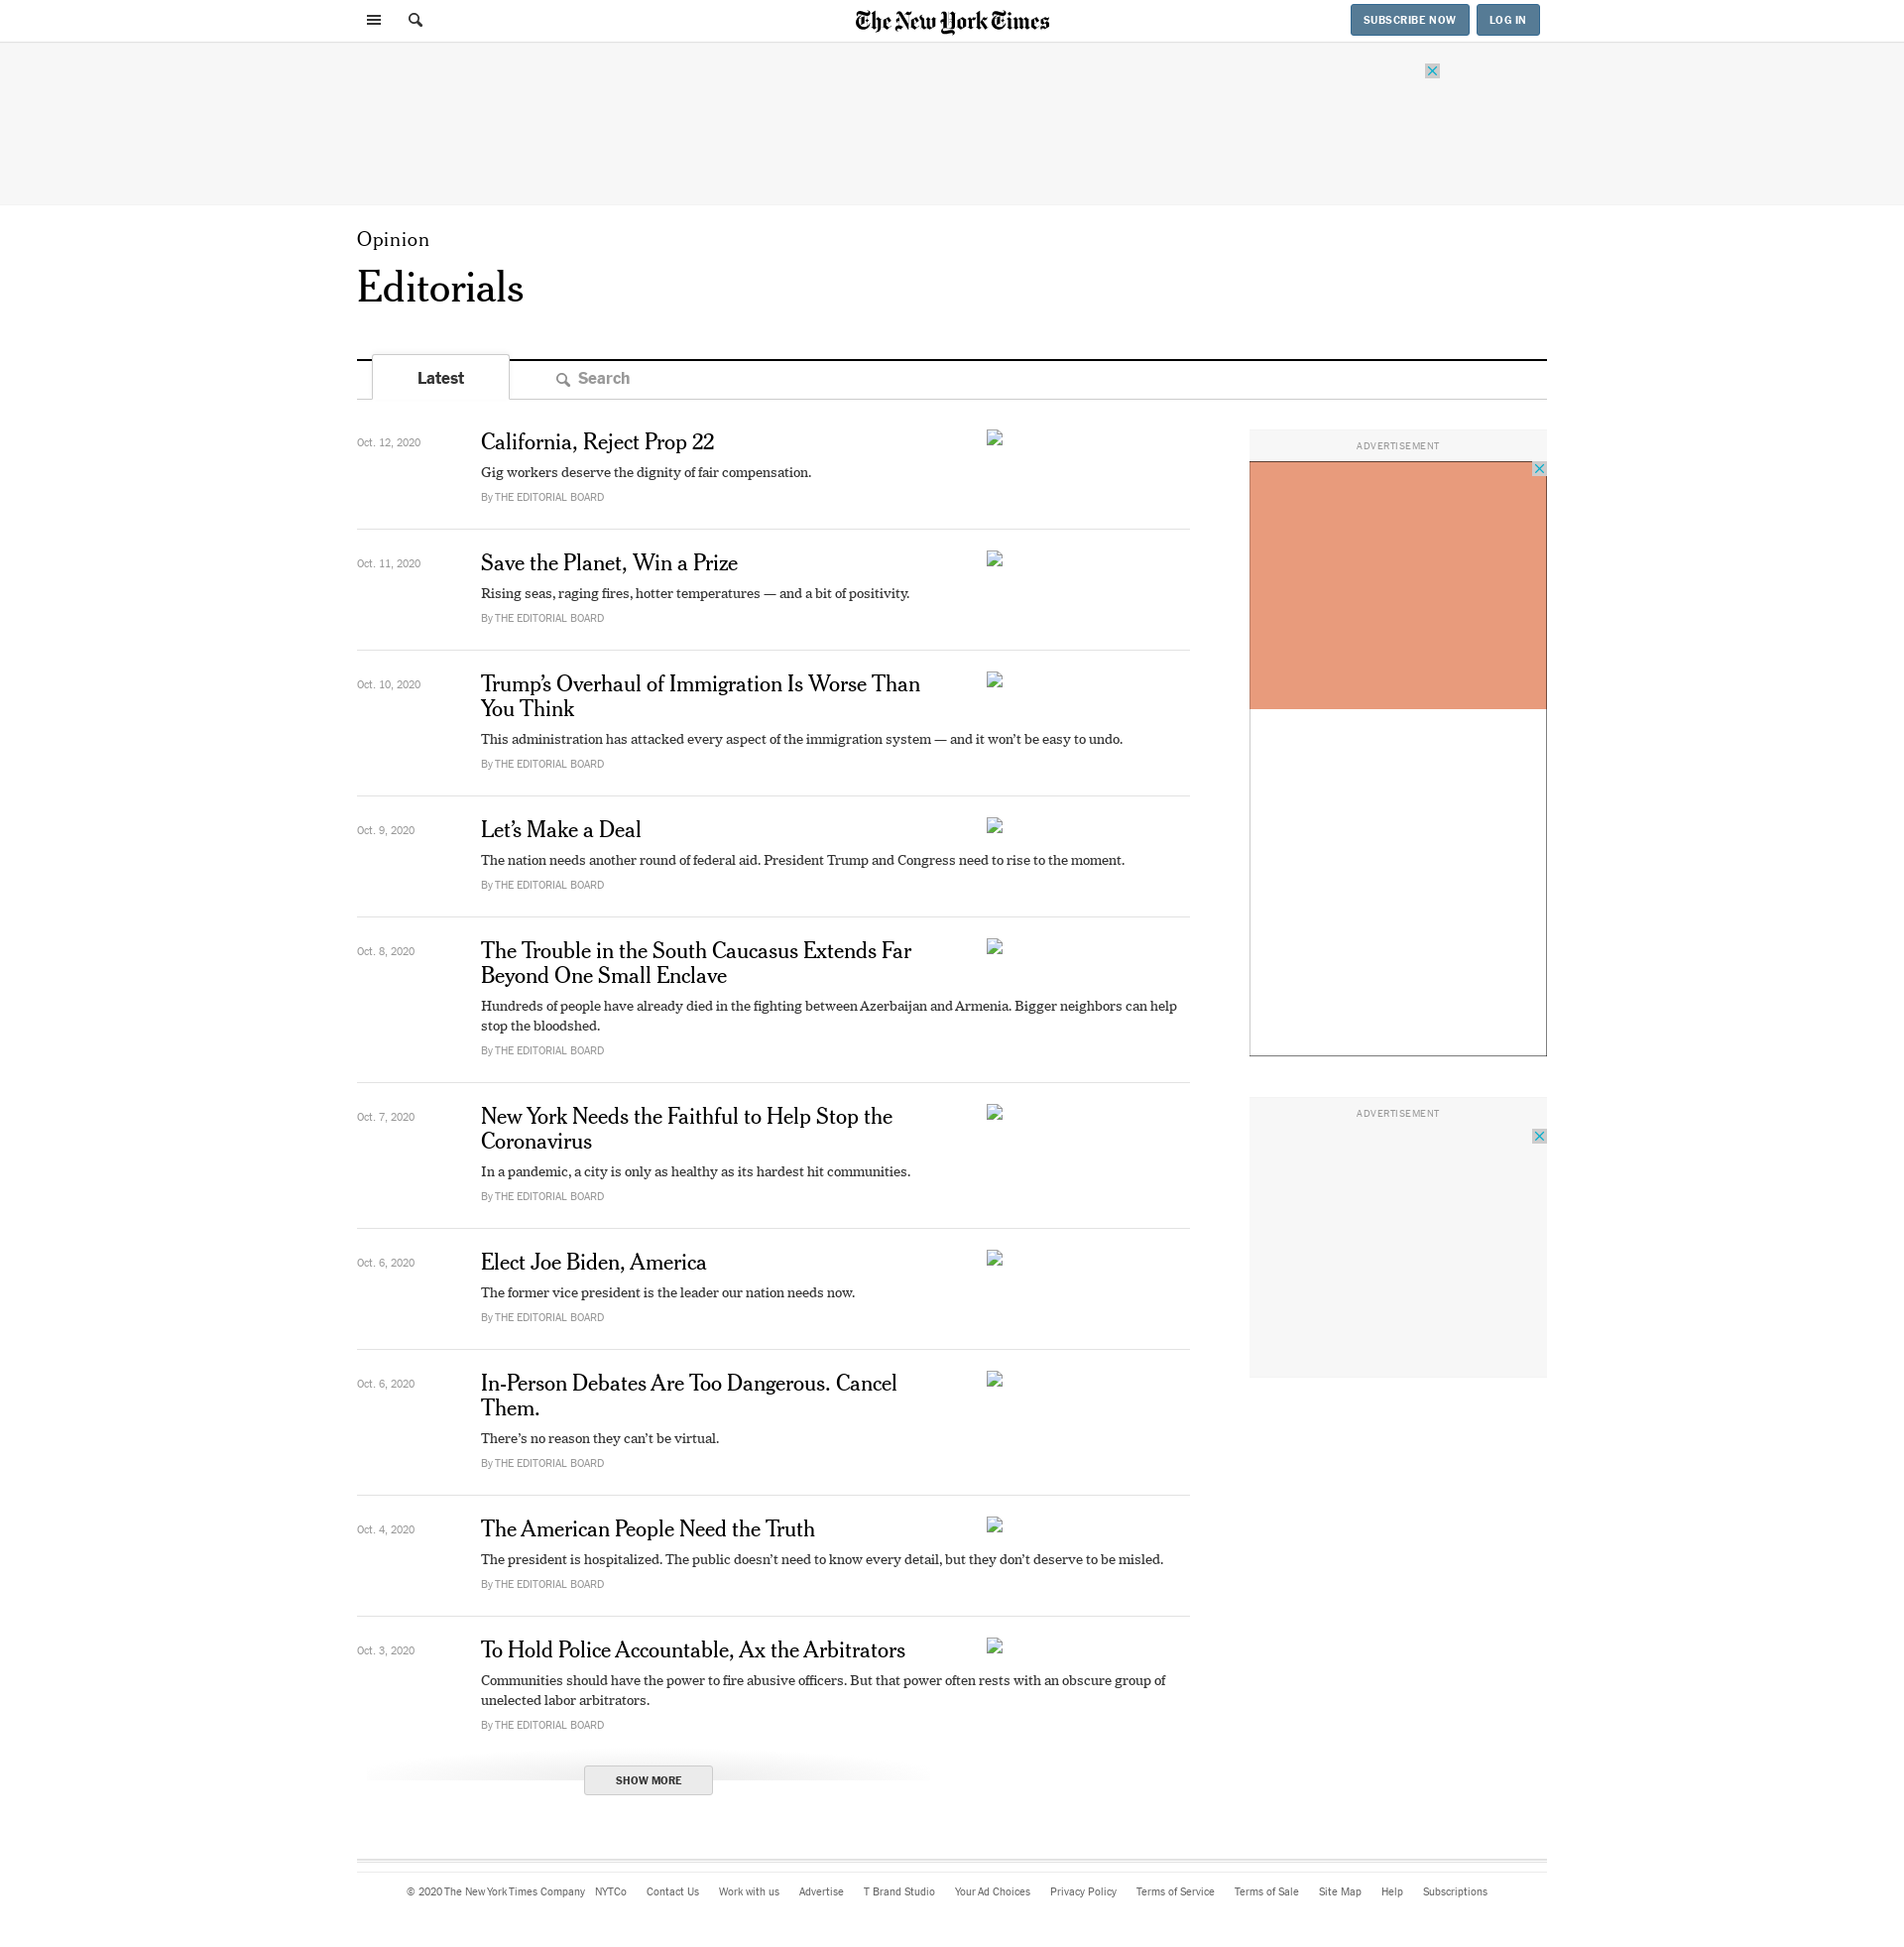 The New York Times
SUBSCRIBE NOW
LOG IN
Opinion
Editorials
Latest
Search
Oct. 12, 2020
California, Reject Prop 22
Gig workers deserve the dignity of fair compensation.
By THE EDITORIAL BOARD
Oct. 11, 2020
Save the Planet, Win a Prize
Rising seas, raging fires, hotter temperatures — and a bit of positivity.
By THE EDITORIAL BOARD
Oct. 10, 2020
Trump’s Overhaul of Immigration Is Worse Than
You Think
This administration has attacked every aspect of the immigration system — and it won’t be easy to undo.
By THE EDITORIAL BOARD
Oct. 9, 2020
Let’s Make a Deal
The nation needs another round of federal aid. President Trump and Congress need to rise to the moment.
By THE EDITORIAL BOARD
Oct. 8, 2020
The Trouble in the South Caucasus Extends Far
Beyond One Small Enclave
Hundreds of people have already died in the fighting between Azerbaijan and Armenia. Bigger neighbors can help
stop the bloodshed.
By THE EDITORIAL BOARD
Oct. 7, 2020
New York Needs the Faithful to Help Stop the
Coronavirus
In a pandemic, a city is only as healthy as its hardest hit communities.
By THE EDITORIAL BOARD
Oct. 6, 2020
Elect Joe Biden, America
The former vice president is the leader our nation needs now.
By THE EDITORIAL BOARD
Oct. 6, 2020
In-Person Debates Are Too Dangerous. Cancel
Them.
There’s no reason they can’t be virtual.
By THE EDITORIAL BOARD
Oct. 4, 2020
The American People Need the Truth
The president is hospitalized. The public doesn’t need to know every detail, but they don’t deserve to be misled.
By THE EDITORIAL BOARD
Oct. 3, 2020
To Hold Police Accountable, Ax the Arbitrators
Communities should have the power to fire abusive officers. But that power often rests with an obscure group of
unelected labor arbitrators.
By THE EDITORIAL BOARD
SHOW MORE
ADVERTISEMENT
ADVERTISEMENT
© 2020 The New York Times Company NYTCo Contact Us Work with us Advertise T Brand Studio Your Ad Choices Privacy Policy Terms of Service Terms of Sale Site Map Help Subscriptions